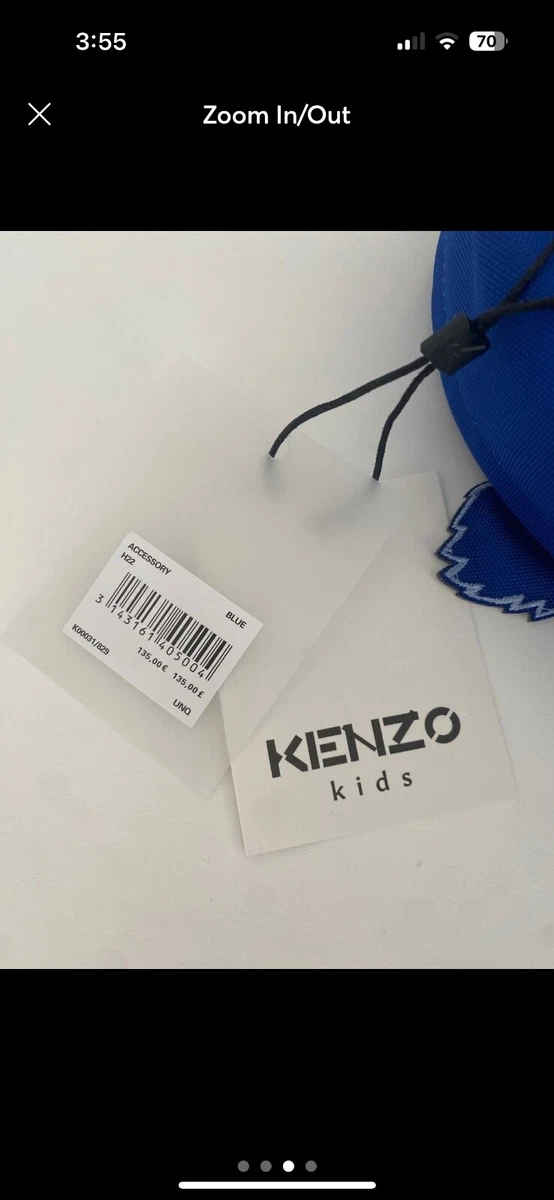 3:55
70
Zoom In/Out
ACCESSORY
H22
BLUE
3 143161 405004
K00031/829
135,00 € 135,00 €
UNQ
KENZO
kids